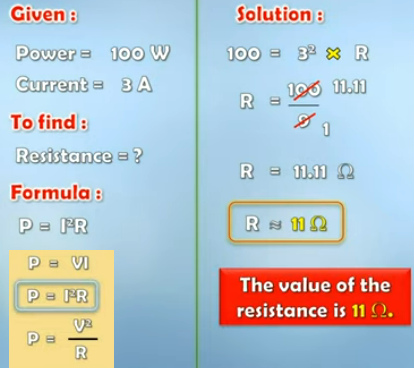 Given :
Power = 100 W
Current = 3 A
To find :
Resistance = ?
Formula :
P = I²R
P = VI
P = I²R
P = V²
R
Solution :
100 = 3² × R
R = 100 11.11
9 1
R = 11.11 Ω
R ≈ 11 Ω
The value of the
resistance is 11 Ω.